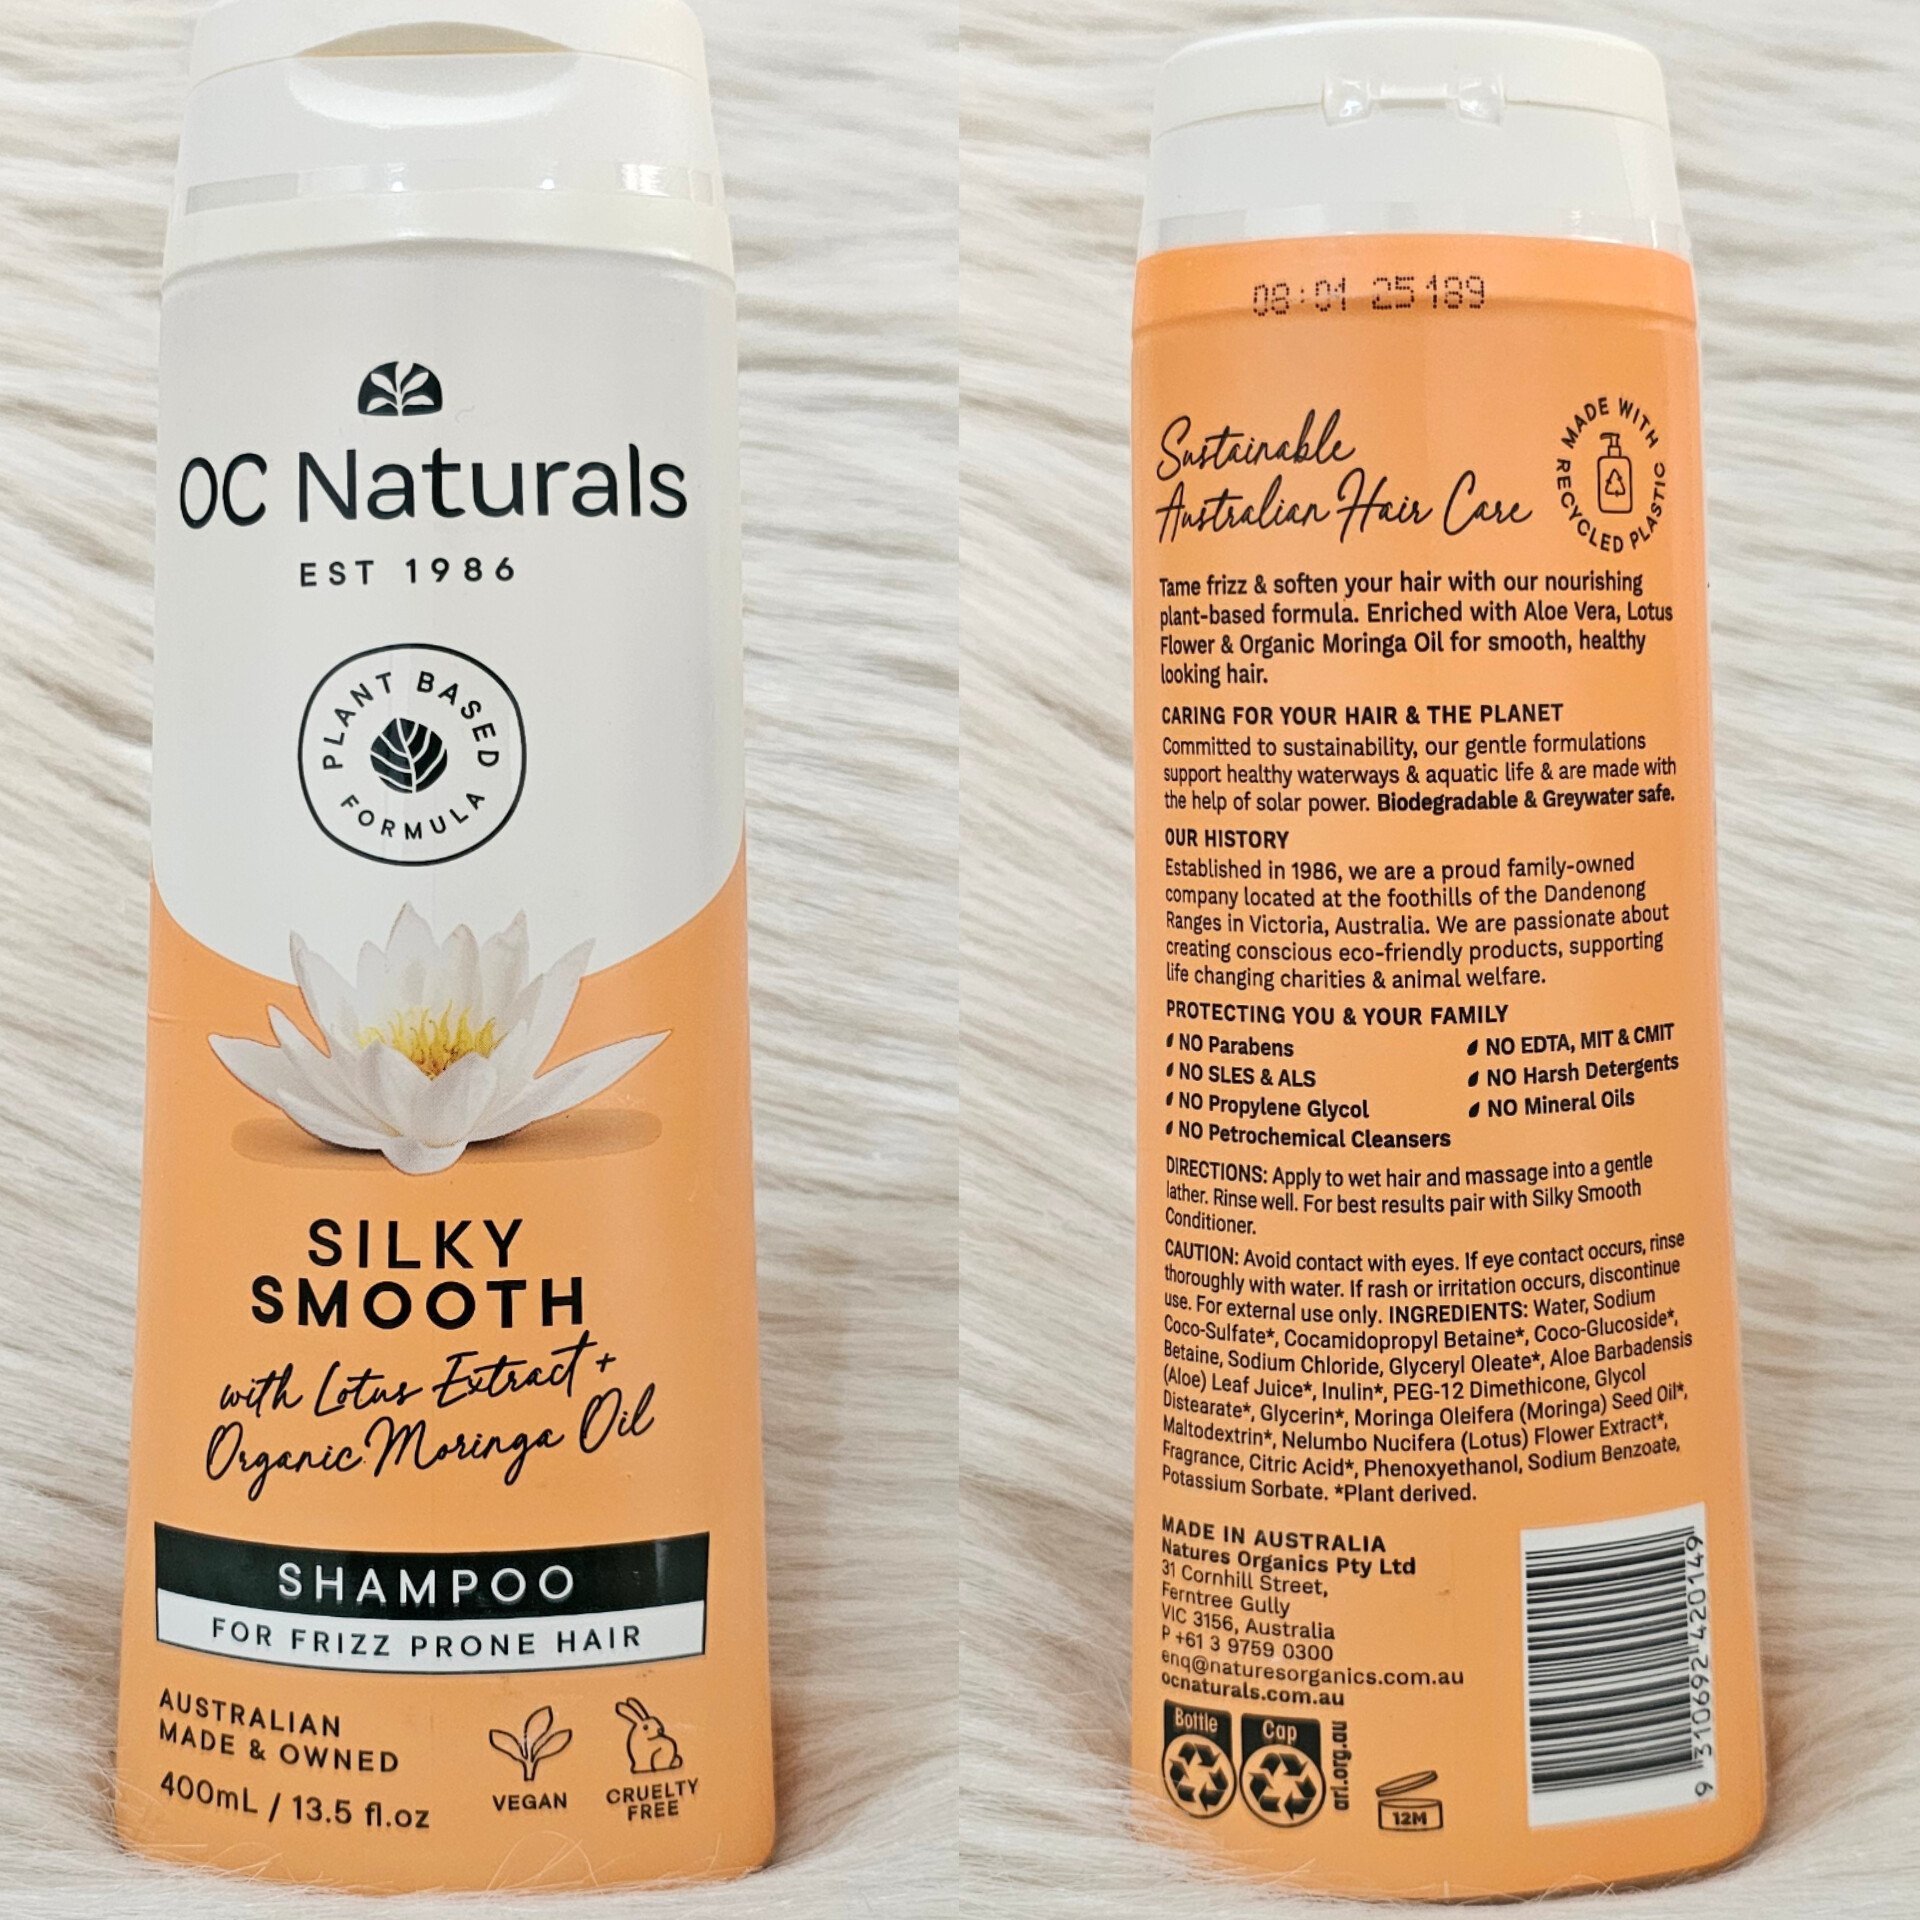 OC Naturals
EST 1986
PLANT BASED
FORMULA
SILKY
SMOOTH
with Lotus Extract +
Organic Moringa Oil
SHAMPOO
FOR FRIZZ PRONE HAIR
AUSTRALIAN
MADE & OWNED
400mL / 13.5 fl.oz
VEGAN
CRUELTY
FREE
08:01 25189
Sustainable
Australian Hair Care
MADE WITH
RECYCLED PLASTIC
Tame frizz & soften your hair with our nourishing
plant-based formula. Enriched with Aloe Vera, Lotus
Flower & Organic Moringa Oil for smooth, healthy
looking hair.
CARING FOR YOUR HAIR & THE PLANET
Committed to sustainability, our gentle formulations
support healthy waterways & aquatic life & are made with
the help of solar power. Biodegradable & Greywater safe.
OUR HISTORY
Established in 1986, we are a proud family-owned
company located at the foothills of the Dandenong
Ranges in Victoria, Australia. We are passionate about
creating conscious eco-friendly products, supporting
life changing charities & animal welfare.
PROTECTING YOU & YOUR FAMILY
NO Parabens
NO SLES & ALS
NO Propylene Glycol
NO Petrochemical Cleansers
NO EDTA, MIT & CMIT
NO Harsh Detergents
NO Mineral Oils
DIRECTIONS: Apply to wet hair and massage into a gentle
lather. Rinse well. For best results pair with Silky Smooth
Conditioner.
CAUTION: Avoid contact with eyes. If eye contact occurs, rinse
thoroughly with water. If rash or irritation occurs, discontinue
use. For external use only. INGREDIENTS: Water, Sodium
Coco-Sulfate*, Cocamidopropyl Betaine*, Coco-Glucoside*,
Betaine, Sodium Chloride, Glyceryl Oleate*, Aloe Barbadensis
(Aloe) Leaf Juice*, Inulin*, PEG-12 Dimethicone, Glycol
Distearate*, Glycerin*, Moringa Oleifera (Moringa) Seed Oil*,
Maltodextrin*, Nelumbo Nucifera (Lotus) Flower Extract*,
Fragrance, Citric Acid*, Phenoxyethanol, Sodium Benzoate,
Potassium Sorbate. *Plant derived.
MADE IN AUSTRALIA
Natures Organics Pty Ltd
31 Cornhill Street,
Ferntree Gully
VIC 3156, Australia
P +61 3 9759 0300
enq@naturesorganics.com.au
ocnaturals.com.au
Bottle
Cap
arl.org.au
12M
9 310692 420149